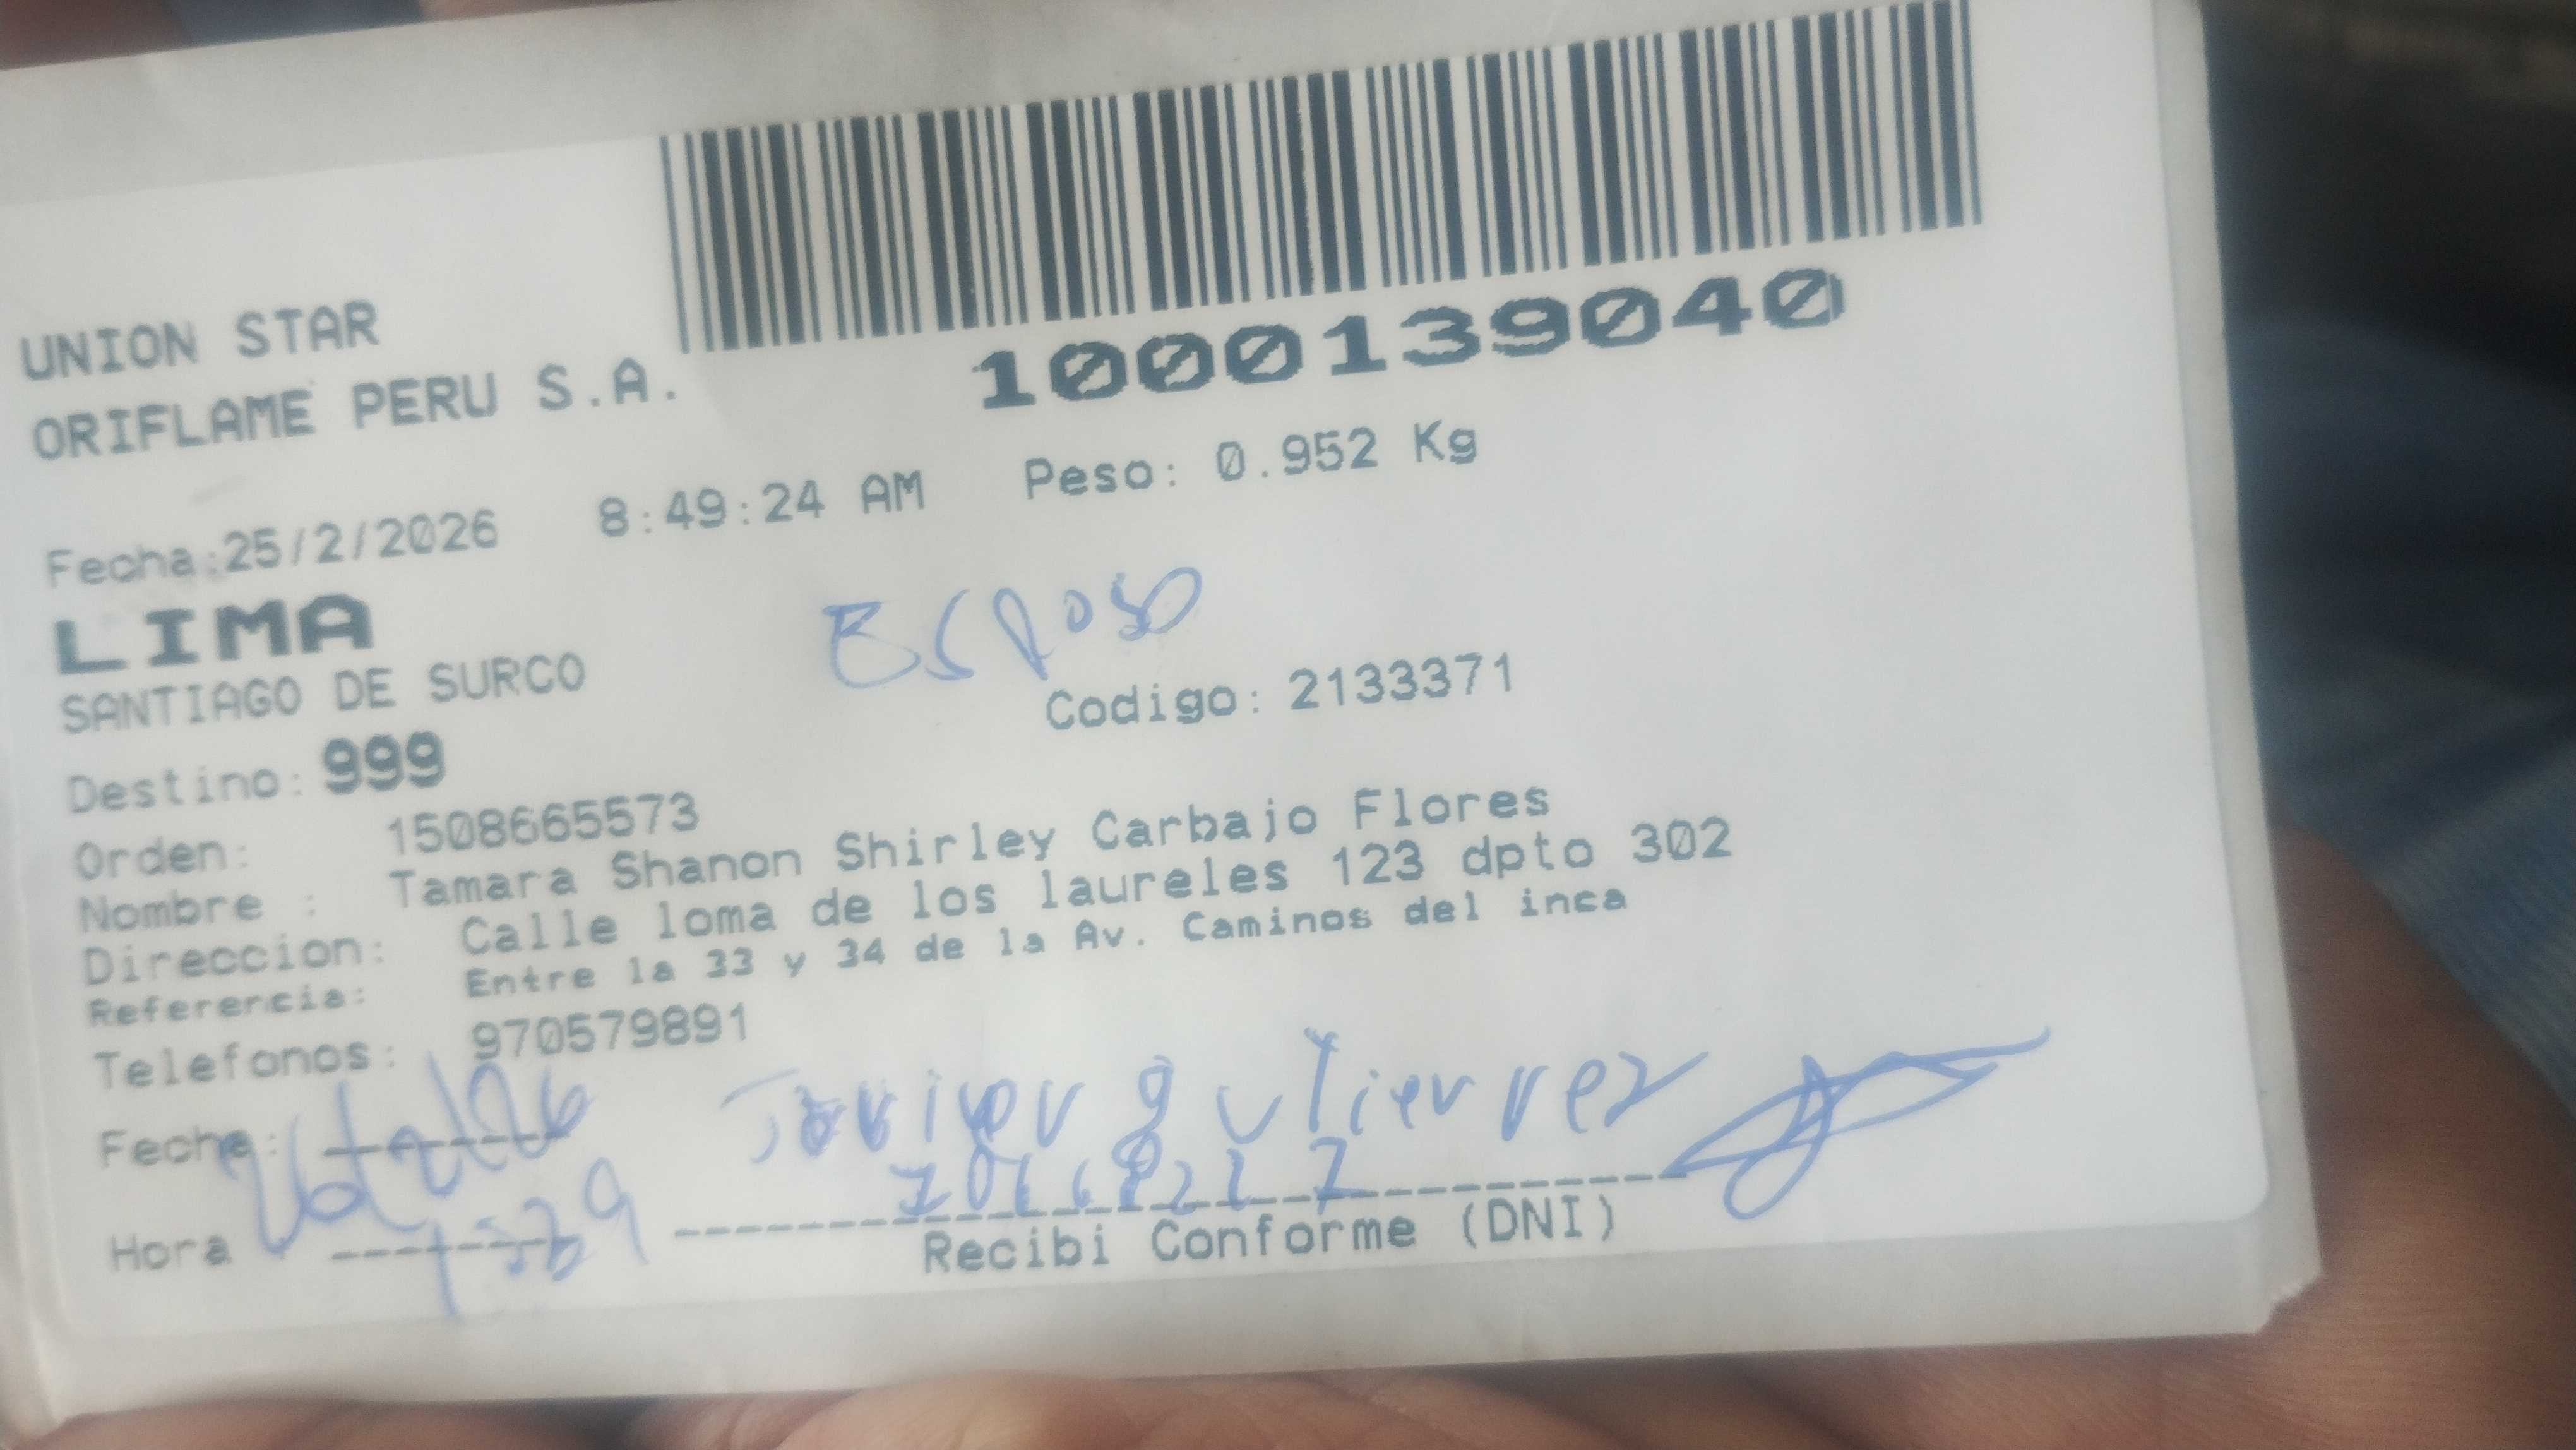 UNION STAR
ORIFLAME PERU S.A.
1000139040
Fecha:25/2/2026 8:49:24 AM Peso: 0.952 Kg
LIMA
Esposo
SANTIAGO DE SURCO
Codigo: 2133371
Destino: 999
Orden: 1508665573
Nombre : Tamara Shanon Shirley Carbajo Flores
Direccion: Calle loma de los laureles 123 dpto 302
Referencia: Entre la 33 y 34 de la Av. Caminos del inca
Telefonos: 970579891
Fecha: Javier gutierrez
Hora
Recibi Conforme (DNI)